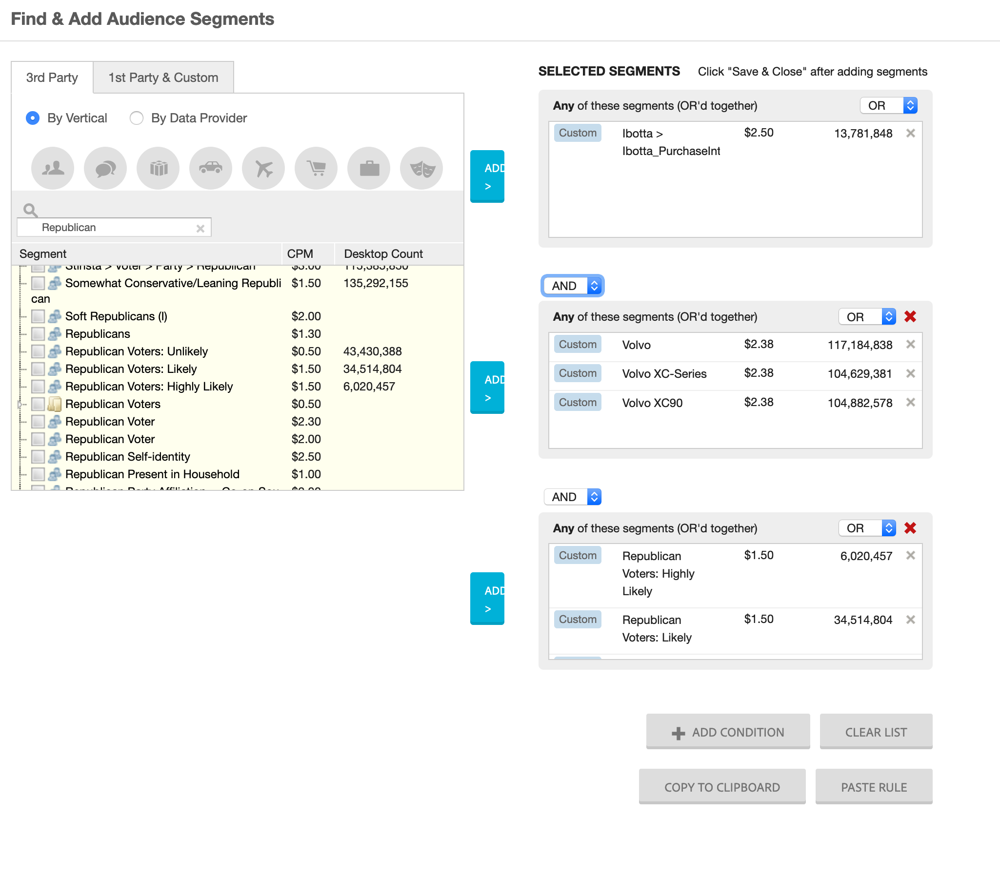 Find & Add Audience Segments
3rd Party
1st Party & Custom
By Vertical
By Data Provider
Republican
Segment CPM Desktop Count
Stirista > Voter > Party > Republican $3.00
Somewhat Conservative/Leaning Republi $1.50 135,292,155
can
Soft Republicans (I) $2.00
Republicans $1.30
Republican Voters: Unlikely $0.50 43,430,388
Republican Voters: Likely $1.50 34,514,804
Republican Voters: Highly Likely $1.50 6,020,457
Republican Voters $0.50
Republican Voter $2.30
Republican Voter $2.00
Republican Self-identity $2.50
Republican Present in Household $1.00
Republican Party Affiliation
ADD
>
ADD
>
ADD
>
SELECTED SEGMENTS Click "Save & Close" after adding segments
Any of these segments (OR'd together) OR
Custom Ibotta > $2.50 13,781,848
Ibotta_PurchaseInt
AND
Any of these segments (OR'd together) OR
Custom Volvo $2.38 117,184,838
Custom Volvo XC-Series $2.38 104,629,381
Custom Volvo XC90 $2.38 104,882,578
AND
Any of these segments (OR'd together) OR
Custom Republican $1.50 6,020,457
Voters: Highly
Likely
Custom Republican $1.50 34,514,804
Voters: Likely
ADD CONDITION
CLEAR LIST
COPY TO CLIPBOARD
PASTE RULE